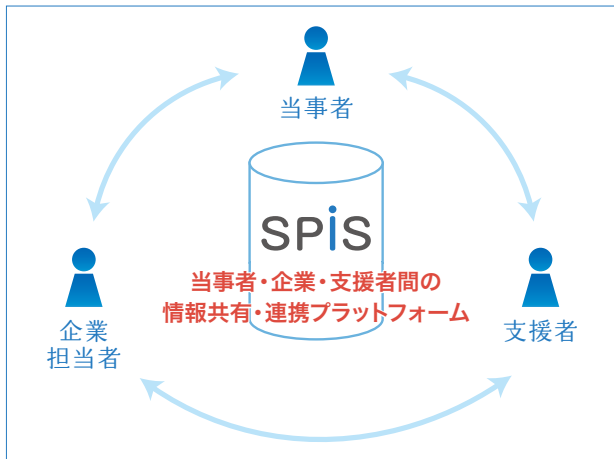 当事者
SPiS
当事者・企業・支援者間の
情報共有・連携プラットフォーム
企業
担当者
支援者